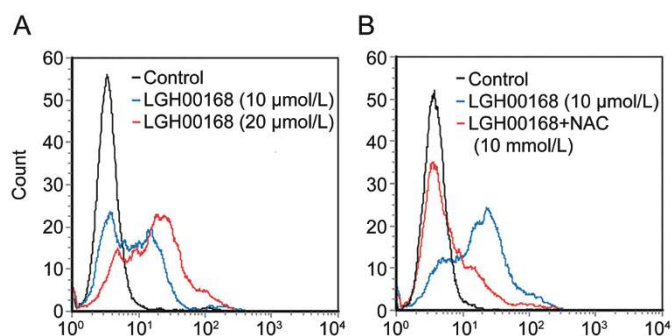 A
60
50
40
30
20
10
0
Count
Control
LGH00168 (10 μmol/L)
LGH00168 (20 μmol/L)
10⁰ 10¹ 10² 10³ 10⁴
B
60
50
40
30
20
10
0
Control
LGH00168 (10 μmol/L)
LGH00168+NAC
(10 mmol/L)
10⁰ 10¹ 10² 10³ 10⁴